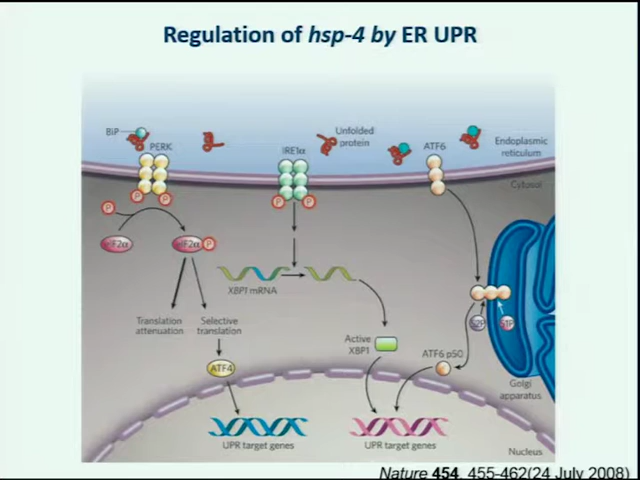 Regulation of hsp-4 by ER UPR
BiP
PERK
IRE1α
Unfolded
protein
ATF6
Endoplasmic
reticulum
Cytosol
P
P
P
P
P
P
eIF2α
eIF2α
P
XBP1 mRNA
Translation
attenuation
Selective
translation
ATF4
Active
XBP1
ATF6 p50
S2P
S1P
Golgi
apparatus
UPR target genes
UPR target genes
Nucleus
Nature 454, 455-462(24 July 2008)